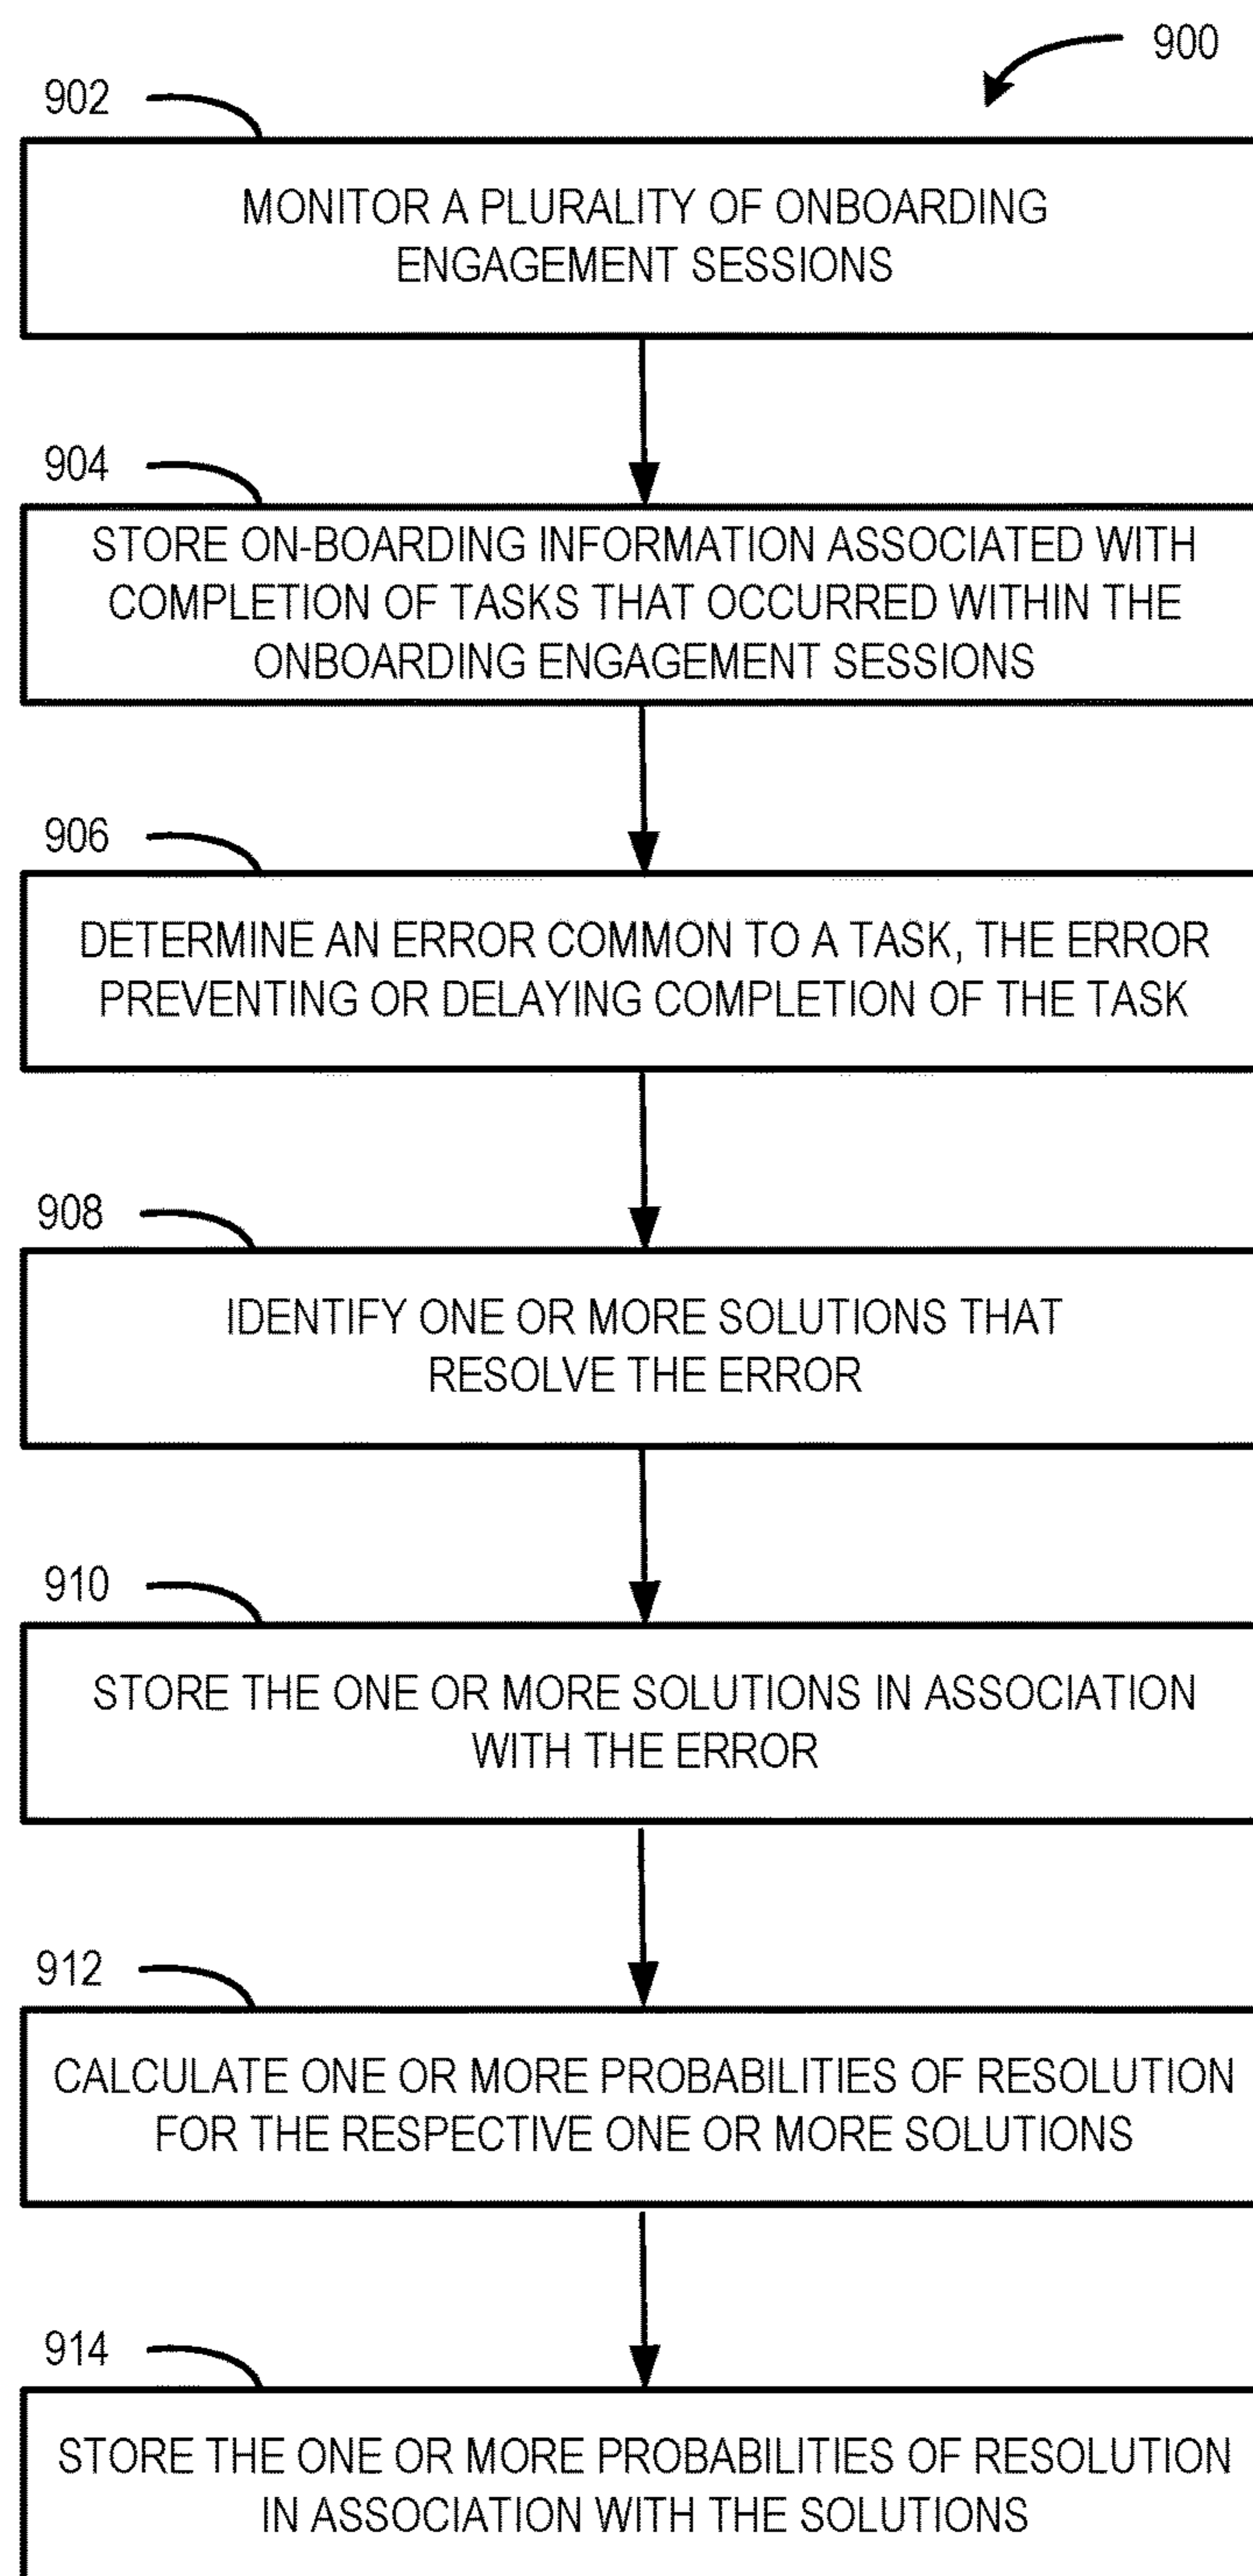 900
902
MONITOR A PLURALITY OF ONBOARDING
ENGAGEMENT SESSIONS
904
STORE ON-BOARDING INFORMATION ASSOCIATED WITH
COMPLETION OF TASKS THAT OCCURRED WITHIN THE
ONBOARDING ENGAGEMENT SESSIONS
906
DETERMINE AN ERROR COMMON TO A TASK, THE ERROR
PREVENTING OR DELAYING COMPLETION OF THE TASK
908
IDENTIFY ONE OR MORE SOLUTIONS THAT
RESOLVE THE ERROR
910
STORE THE ONE OR MORE SOLUTIONS IN ASSOCIATION
WITH THE ERROR
912
CALCULATE ONE OR MORE PROBABILITIES OF RESOLUTION
FOR THE RESPECTIVE ONE OR MORE SOLUTIONS
914
STORE THE ONE OR MORE PROBABILITIES OF RESOLUTION
IN ASSOCIATION WITH THE SOLUTIONS